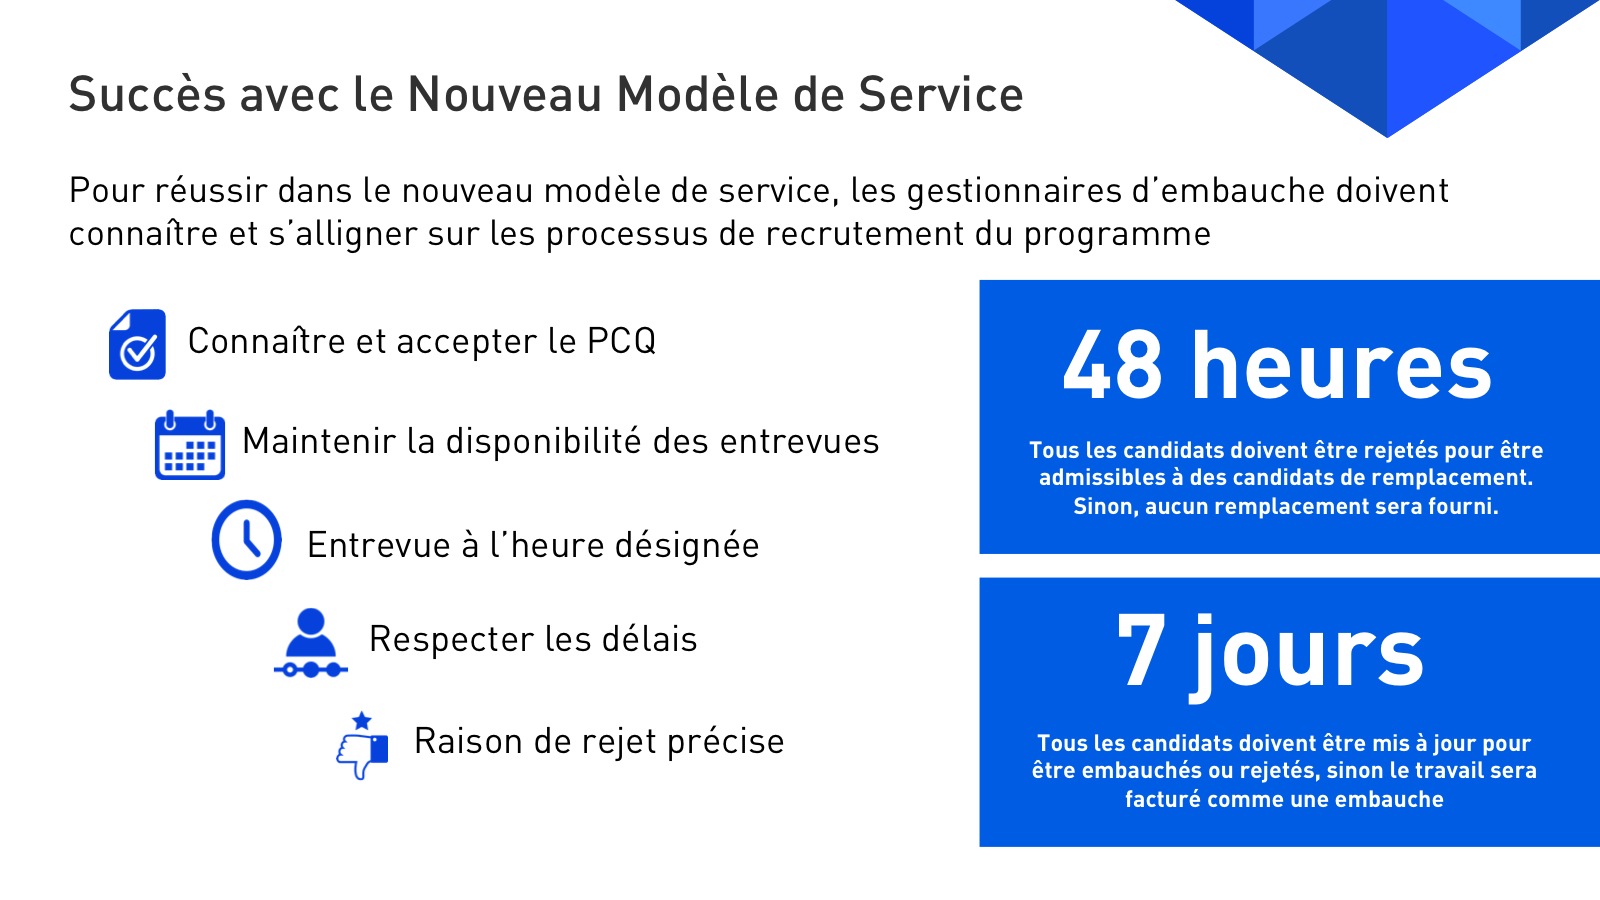 Succès avec le Nouveau Modèle de Service
Pour réussir dans le nouveau modèle de service, les gestionnaires d’embauche doivent
connaître et s’alligner sur les processus de recrutement du programme
Connaître et accepter le PCQ
Maintenir la disponibilité des entrevues
Entrevue à l’heure désignée
Respecter les délais
Raison de rejet précise
48 heures
Tous les candidats doivent être rejetés pour être
admissibles à des candidats de remplacement.
Sinon, aucun remplacement sera fourni.
7 jours
Tous les candidats doivent être mis à jour pour
être embauchés ou rejetés, sinon le travail sera
facturé comme une embauche